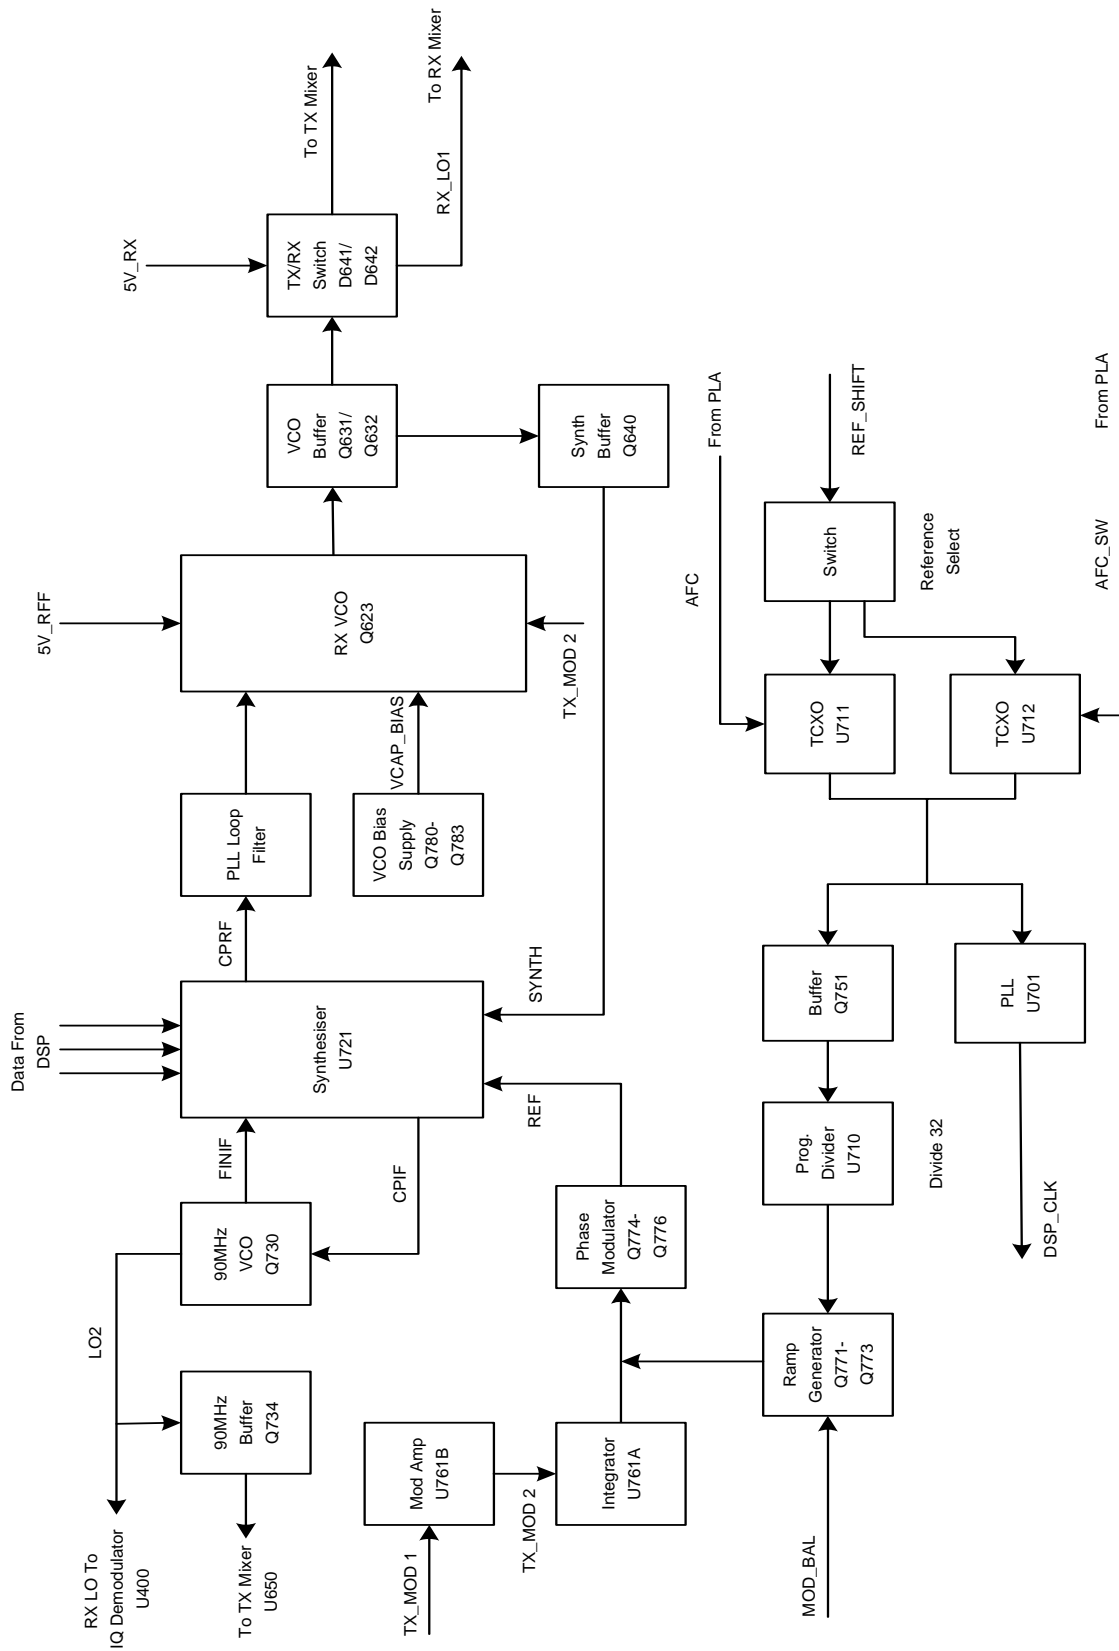 RX LO To
IQ Demodulator
U400
To TX Mixer
U650
LO2
90MHz
Buffer
Q734
90MHz
VCO
Q730
FINIF
CPIF
Data From
DSP
Synthesiser
U721
CPRF
PLL Loop
Filter
VCO Bias
Supply
Q780-
Q783
VCAP_BIAS
5V_RFF
RX VCO
Q623
TX_MOD 2
VCO
Buffer
Q631/
Q632
Synth
Buffer
Q640
5V_RX
TX/RX
Switch
D641/
D642
To TX Mixer
RX_LO1
To RX Mixer
SYNTH
REF
TX_MOD 1
Mod Amp
U761B
TX_MOD 2
Integrator
U761A
Phase
Modulator
Q774-
Q776
MOD_BAL
Ramp
Generator
Q771-
Q773
Prog.
Divider
U710
Divide 32
Buffer
Q751
PLL
U701
DSP_CLK
TCXO
U711
TCXO
U712
AFC
From PLA
Switch
Reference
Select
REF_SHIFT
AFC_SW
From PLA